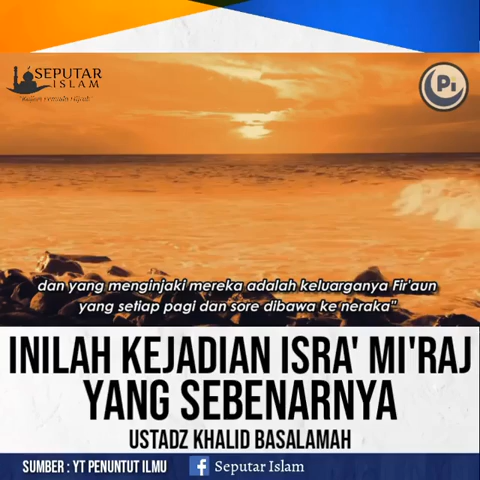 SEPUTAR
ISLAM
Pi
dan yang menginjaki mereka adalah keluarganya Fir'aun
yang setiap pagi dan sore dibawa ke neraka"
INILAH KEJADIAN ISRA' MI'RAJ
YANG SEBENARNYA
USTADZ KHALID BASALAMAH
SUMBER : YT PENUNTUT ILMU
f Seputar Islam